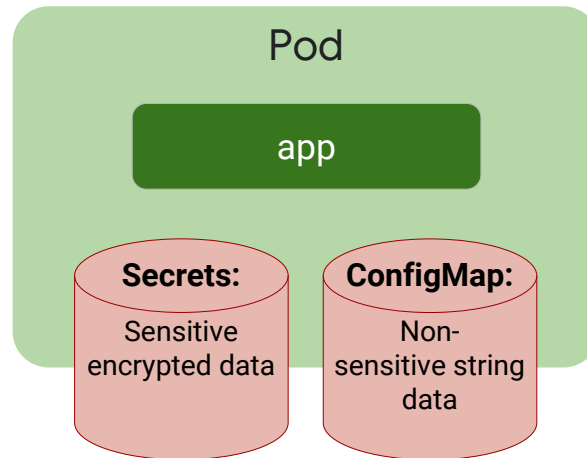 Pod
app
Secrets:
Sensitive
encrypted data
ConfigMap:
Non-
sensitive string
data